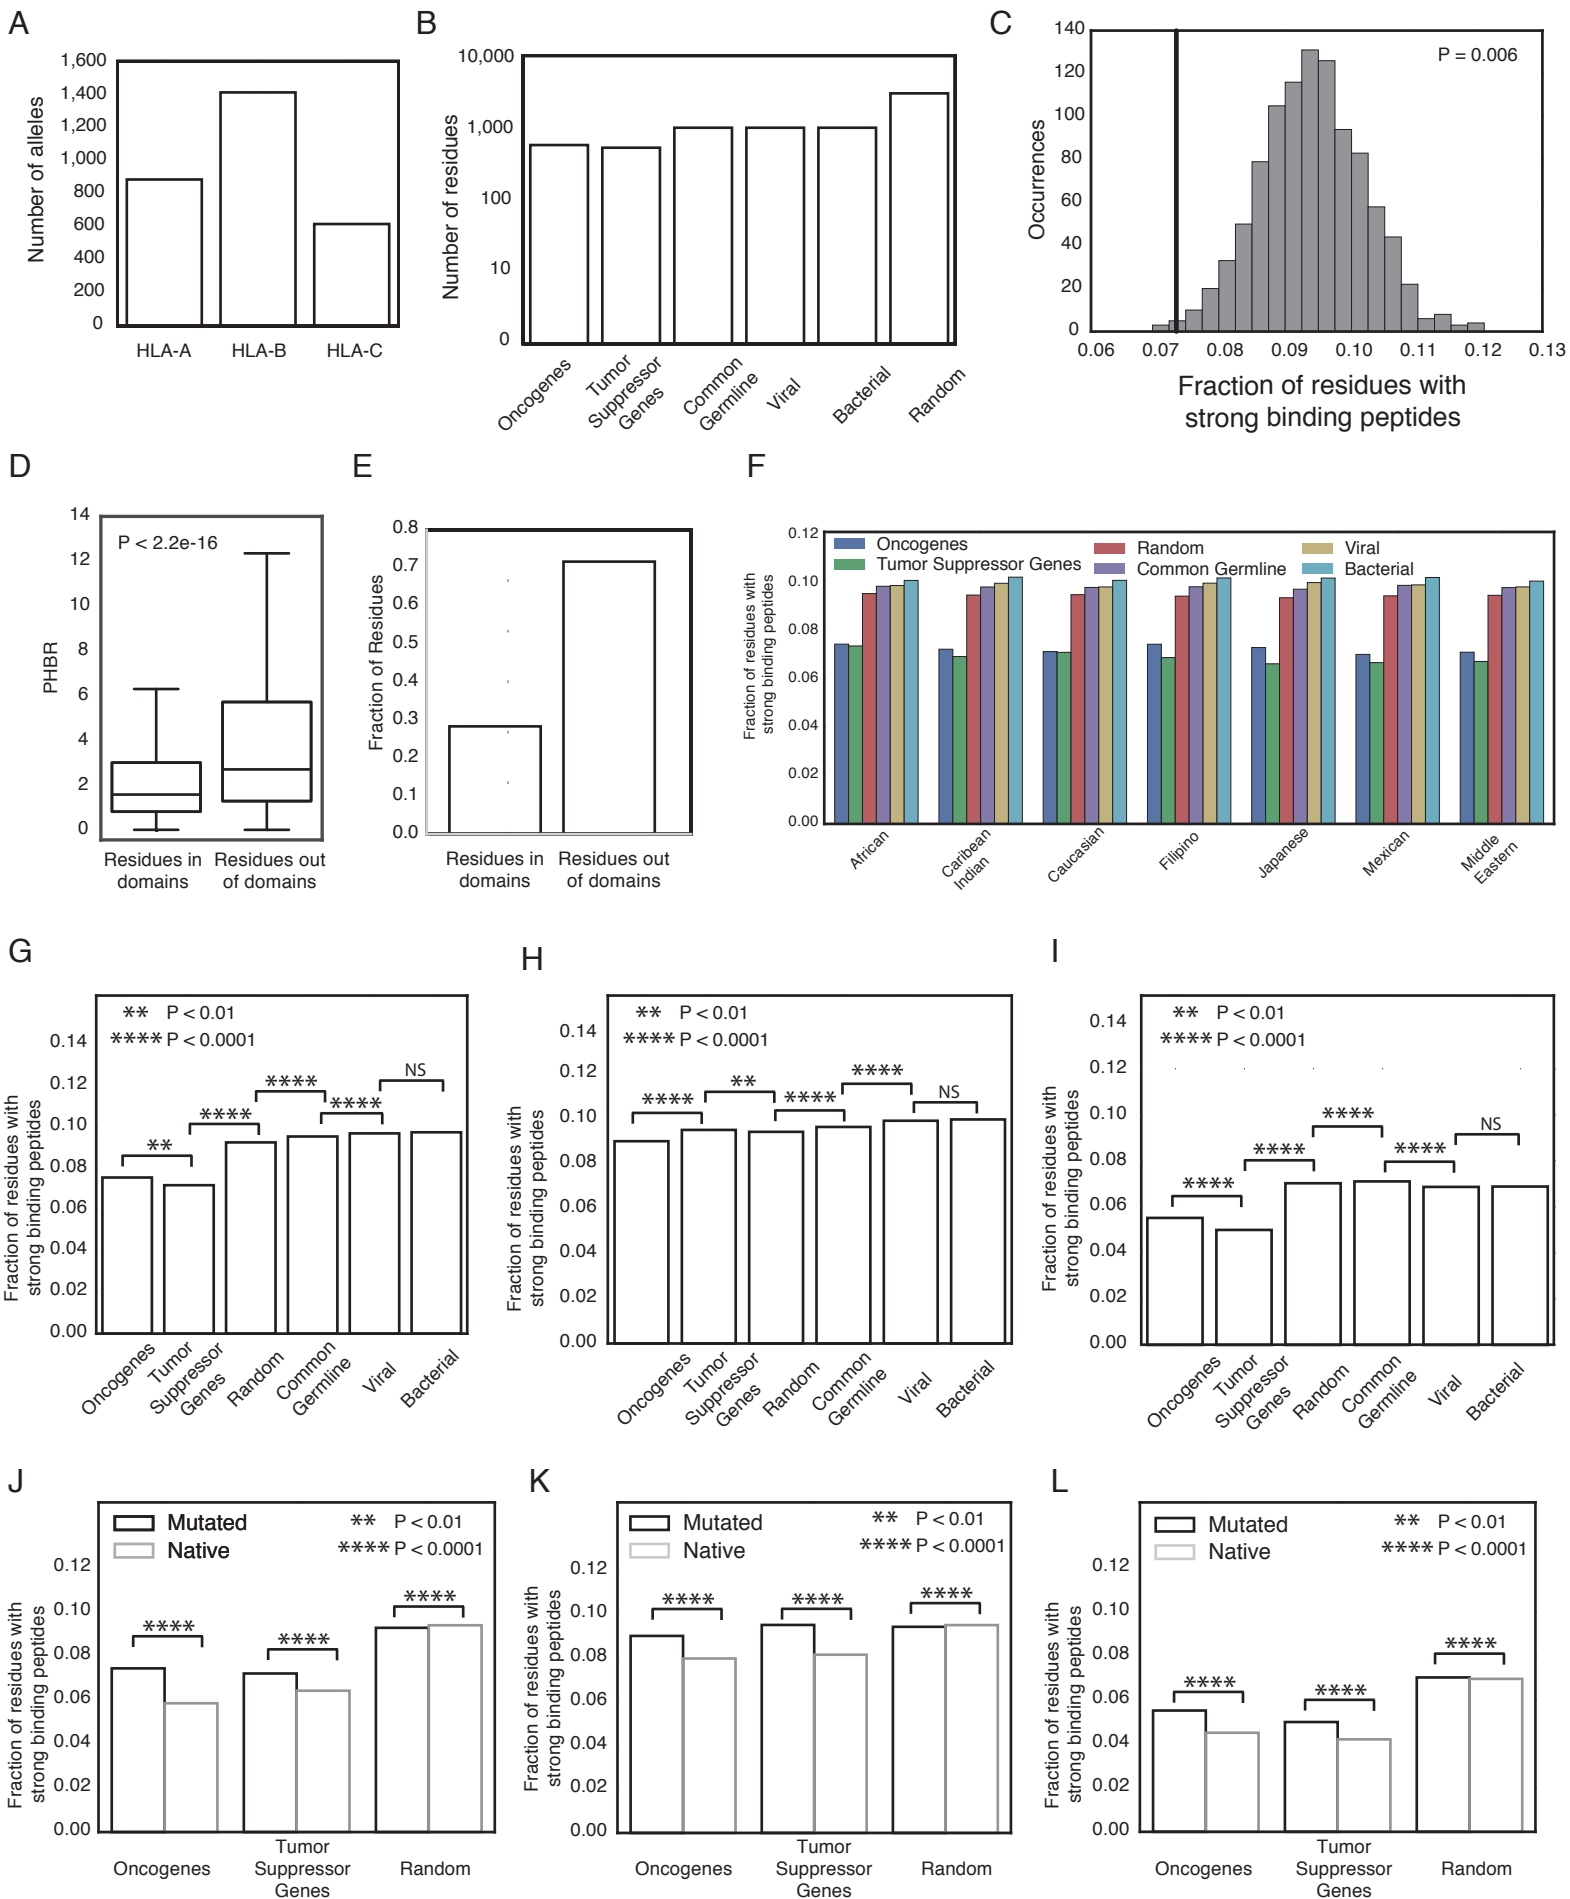 A
1,600
1,400
1,200
1,000
800
600
400
200
0
Number of alleles
HLA-A
HLA-B
HLA-C
B
10,000
1,000
100
10
0
Number of residues
Oncogenes
Tumor
Suppressor
Genes
Common
Germline
Viral
Bacterial
Random
C
140
120
100
80
60
40
20
0
Occurrences
P = 0.006
0.06
0.07
0.08
0.09
0.10
0.11
0.12
0.13
Fraction of residues with
strong binding peptides
D
14
12
10
8
6
4
2
0
PHBR
P < 2.2e-16
Residues in
domains
Residues out
of domains
E
0.8
0.7
0.6
0.5
0.4
0.3
0.2
0.1
0.0
Fraction of Residues
Residues in
domains
Residues out
of domains
F
0.12
0.10
0.08
0.06
0.04
0.02
0.00
Fraction of residues with
strong binding peptides
Oncogenes
Tumor Suppressor Genes
Random
Common Germline
Viral
Bacterial
African
Caribean
Indian
Caucasian
Filipino
Japanese
Mexican
Middle
Eastern
G
** P < 0.01
**** P < 0.0001
0.14
0.12
0.10
0.08
0.06
0.04
0.02
0.00
Fraction of residues with
strong binding peptides
**
****
****
****
NS
Oncogenes
Tumor
Suppressor
Genes
Random
Common
Germline
Viral
Bacterial
H
** P < 0.01
**** P < 0.0001
0.14
0.12
0.10
0.08
0.06
0.04
0.02
0.00
Fraction of residues with
strong binding peptides
****
**
****
****
NS
Oncogenes
Tumor
Suppressor
Genes
Random
Common
Germline
Viral
Bacterial
I
** P < 0.01
**** P < 0.0001
0.14
0.12
0.10
0.08
0.06
0.04
0.02
0.00
Fraction of residues with
strong binding peptides
****
****
****
****
NS
Oncogenes
Tumor
Suppressor
Genes
Random
Common
Germline
Viral
Bacterial
J
Mutated
Native
** P < 0.01
**** P < 0.0001
0.12
0.10
0.08
0.06
0.04
0.02
0.00
Fraction of residues with
strong binding peptides
****
****
****
Oncogenes
Tumor
Suppressor
Genes
Random
K
Mutated
Native
** P < 0.01
**** P < 0.0001
0.12
0.10
0.08
0.06
0.04
0.02
0.00
Fraction of residues with
strong binding peptides
****
****
****
Oncogenes
Tumor
Suppressor
Genes
Random
L
Mutated
Native
** P < 0.01
**** P < 0.0001
0.12
0.10
0.08
0.06
0.04
0.02
0.00
Fraction of residues with
strong binding peptides
****
****
****
Oncogenes
Tumor
Suppressor
Genes
Random